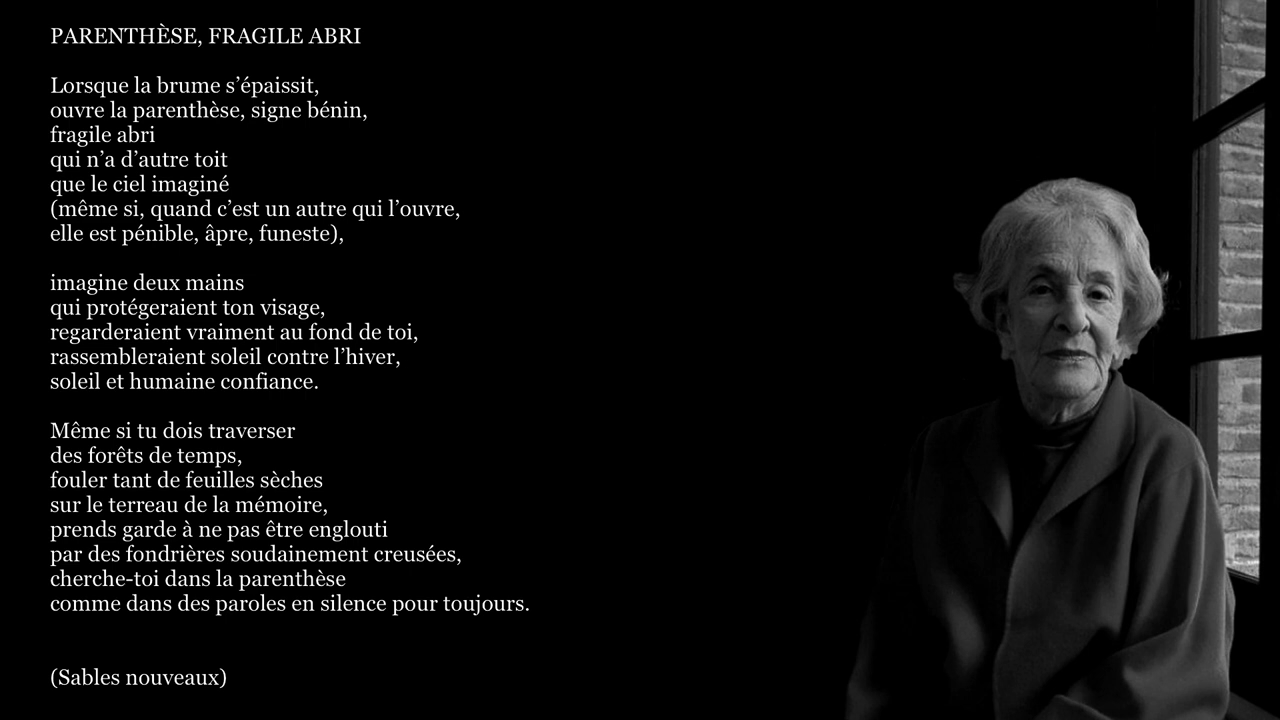 PARENTHÈSE, FRAGILE ABRI
Lorsque la brume s’épaissit,
ouvre la parenthèse, signe bénin,
fragile abri
qui n’a d’autre toit
que le ciel imaginé
(même si, quand c’est un autre qui l’ouvre,
elle est pénible, âpre, funeste),
imagine deux mains
qui protégeraient ton visage,
regarderaient vraiment au fond de toi,
rassembleraient soleil contre l’hiver,
soleil et humaine confiance.
Même si tu dois traverser
des forêts de temps,
fouler tant de feuilles sèches
sur le terreau de la mémoire,
prends garde à ne pas être englouti
par des fondrières soudainement creusées,
cherche-toi dans la parenthèse
comme dans des paroles en silence pour toujours.
(Sables nouveaux)